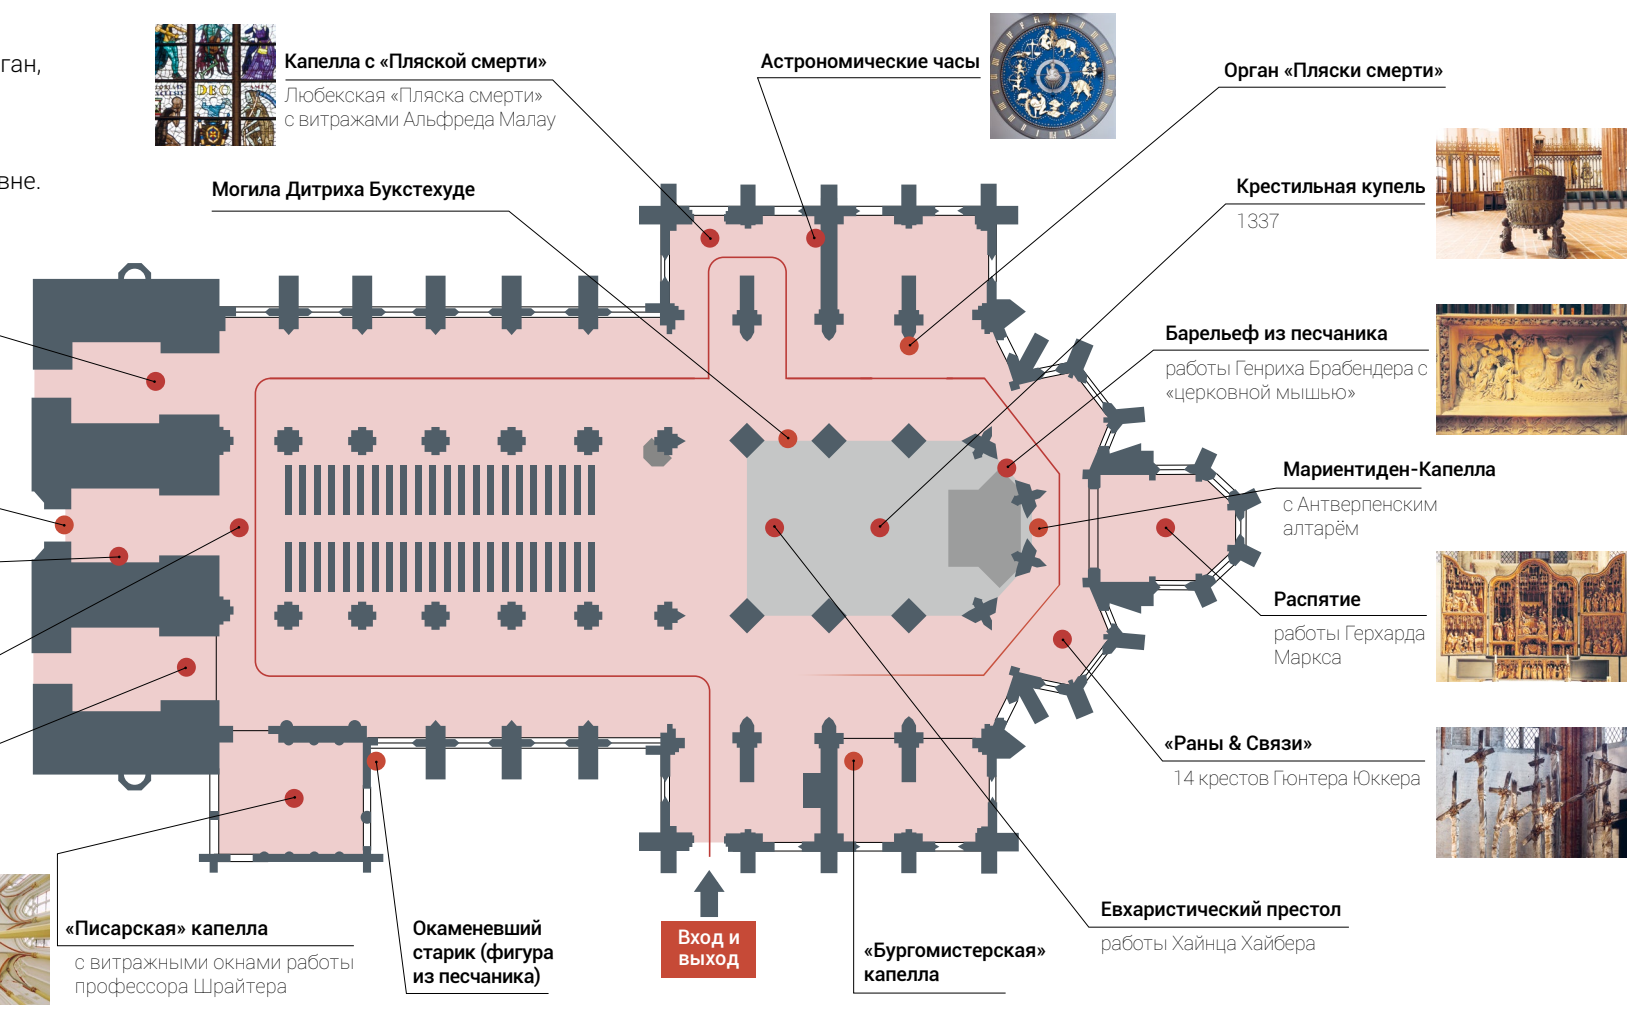 ган,
вне.
Капелла с «Пляской смерти»
Любекская «Пляска смерти»
с витражами Альфреда Малау
Астрономические часы
Орган «Пляски смерти»
Могила Дитриха Букстехуде
Крестильная купель
1337
Барельеф из песчаника
работы Генриха Брабендера с
«церковной мышью»
Мариентиден-Капелла
с Антверпенским
алтарём
Распятие
работы Герхарда
Маркса
«Раны & Связи»
14 крестов Гюнтера Юккера
Евхаристический престол
работы Хайнца Хайбера
«Бургомистерская»
капелла
Вход и
выход
Окаменевший
старик (фигура
из песчаника)
«Писарская» капелла
с витражными окнами работы
профессора Шрайтера